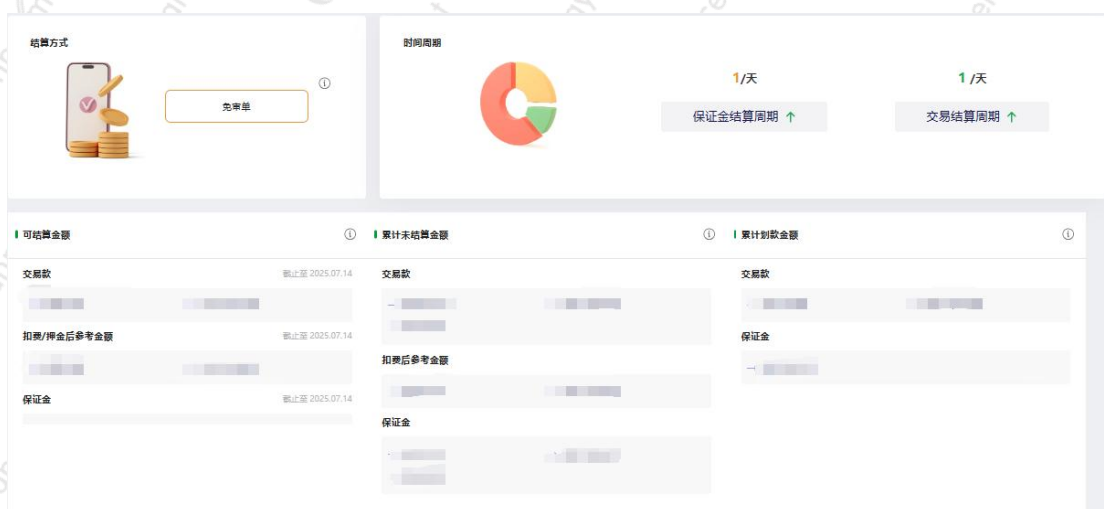 结算方式
免审单
时间周期
1/天
保证金结算周期 ↑
1/天
交易结算周期 ↑
可结算金额
交易款 截止至 2025.07.14
扣费/押金后参考金额 截止至 2025.07.14
保证金 截止至 2025.07.14
累计未结算金额
交易款
扣费后参考金额
保证金
累计划款金额
交易款
保证金